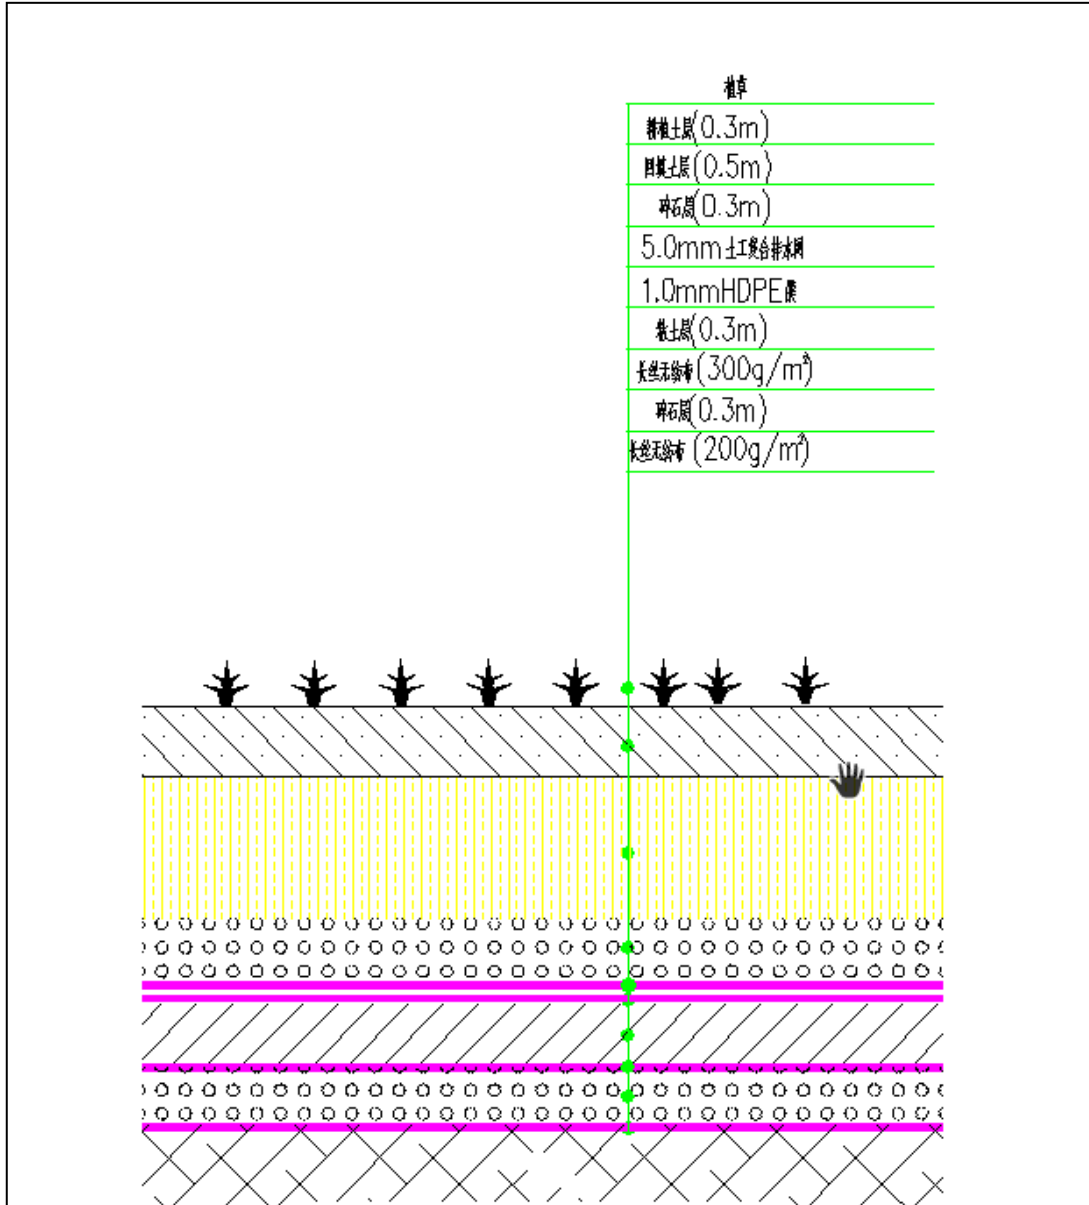 植草
耕植土层(0.3m)
回填土层(0.5m)
碎石层(0.3m)
5.0mm土工复合排水网
1.0mmHDPE膜
粘土层(0.3m)
长丝无纺布(300g/m²)
碎石层(0.3m)
长丝无纺布(200g/m²)